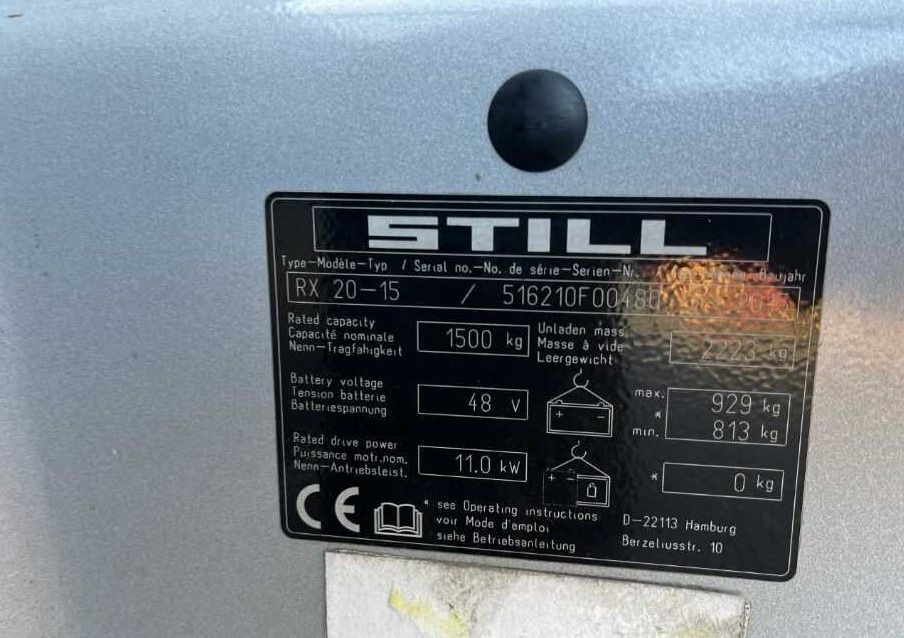 STILL
Type-Modèle-Typ / Serial no.-No. de série-Serien-Nr. / Baujahr
RX 20-15 / 516210F00480
Rated capacity
Capacité nominale
Nenn-Tragfähigkeit
1500 kg
Unladen mass
Masse à vide
Leergewicht
2223 kg
Battery voltage
Tension batterie
Batteriespannung
48 V
+ -
max. 929 kg
*
min. 813 kg
Rated drive power
Puissance motr.nom.
Nenn-Antriebsleist.
11.0 kW
+ -
* 0 kg
CE
* see Operating instructions
voir Mode d'emploi
siehe Betriebsanleitung
D-22113 Hamburg
Berzeliusstr. 10